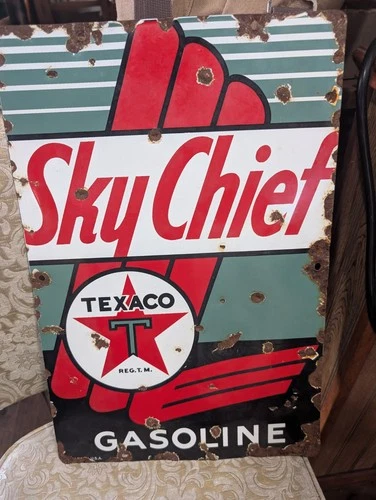 Sky Chief
TEXACO
T
REG. T. M.
GASOLINE